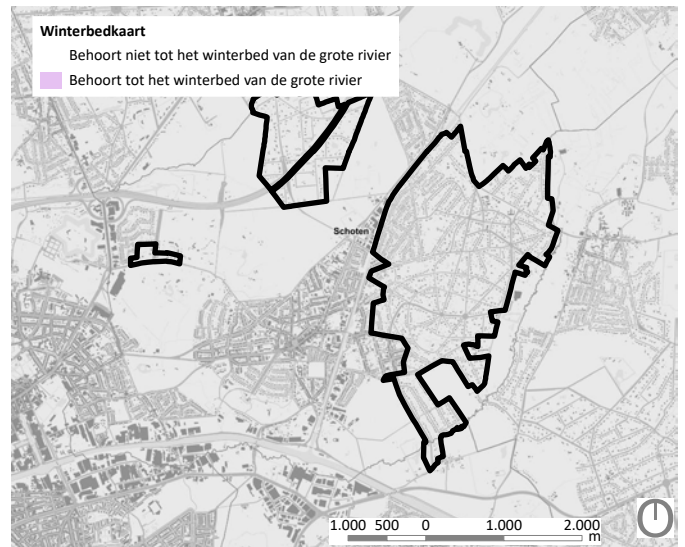 Winterbedkaart
Behoort niet tot het winterbed van de grote rivier
Behoort tot het winterbed van de grote rivier
Schoten
1.000 500 0 1.000 2.000
m